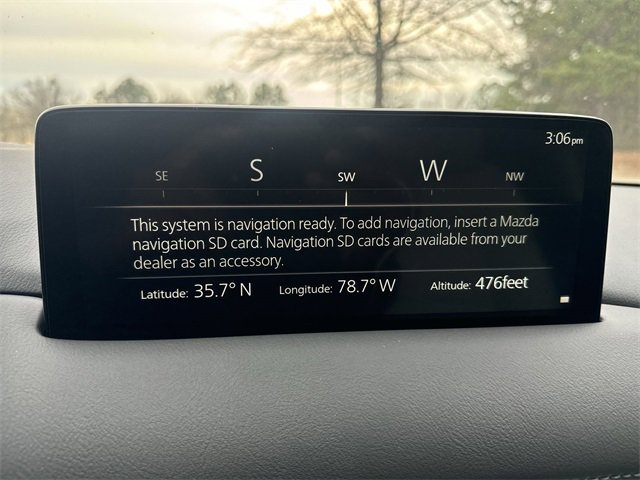 3:06pm
SE S SW W NW
This system is navigation ready. To add navigation, insert a Mazda
navigation SD card. Navigation SD cards are available from your
dealer as an accessory.
Latitude: 35.7° N Longitude: 78.7° W Altitude: 476feet